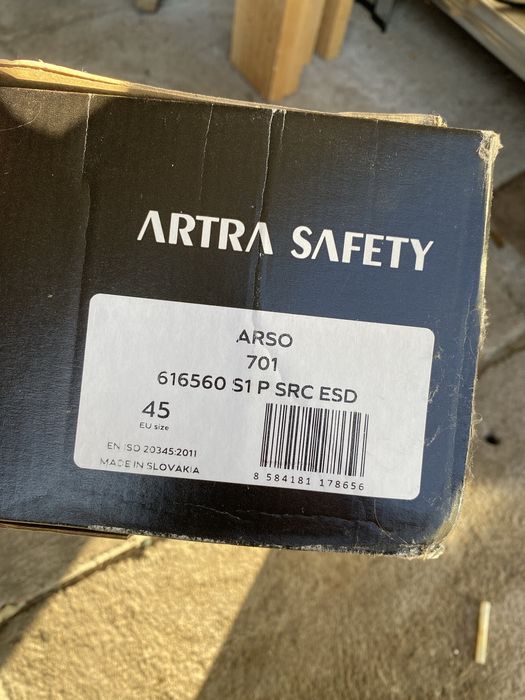 ARTRA SAFETY
ARSO
701
616560 S1 P SRC ESD
45
EU size
EN ISO 20345:2011
MADE IN SLOVAKIA
8 584181 178656